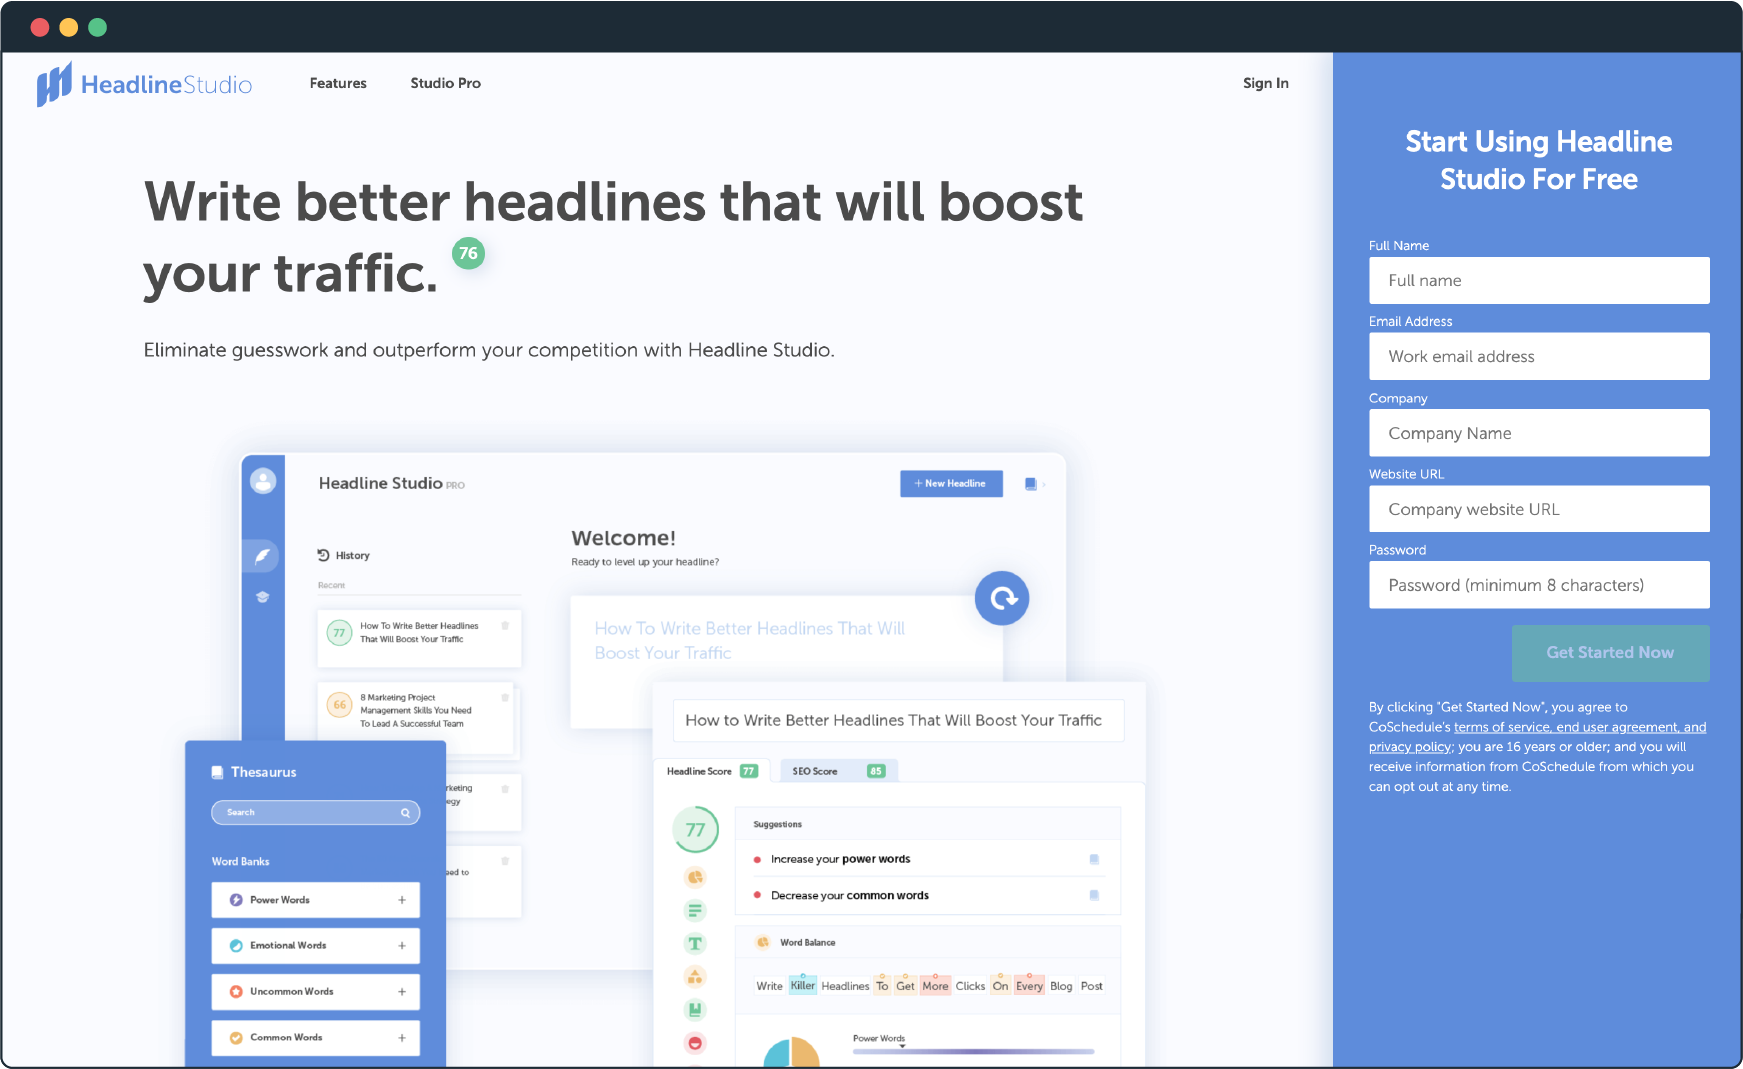 HeadlineStudio
Features
Studio Pro
Sign In
Write better headlines that will boost
your traffic. 76
Eliminate guesswork and outperform your competition with Headline Studio.
Headline Studio PRO
+ New Headline
History
Recent
77
How To Write Better Headlines
That Will Boost Your Traffic
66
8 Marketing Project
Management Skills You Need
To Lead A Successful Team
rketing
egy
eed to
Welcome!
Ready to level up your headline?
How To Write Better Headlines That Will
Boost Your Traffic
Thesaurus
Search
Word Banks
Power Words +
Emotional Words +
Uncommon Words +
Common Words +
How to Write Better Headlines That Will Boost Your Traffic
Headline Score 77
SEO Score 85
77
Suggestions
Increase your power words
Decrease your common words
T
Word Balance
Write Killer Headlines To Get More Clicks On Every Blog Post
Power Words
Start Using Headline
Studio For Free
Full Name
Full name
Email Address
Work email address
Company
Company Name
Website URL
Company website URL
Password
Password (minimum 8 characters)
Get Started Now
By clicking "Get Started Now", you agree to
CoSchedule's terms of service, end user agreement, and
privacy policy; you are 16 years or older; and you will
receive information from CoSchedule from which you
can opt out at any time.